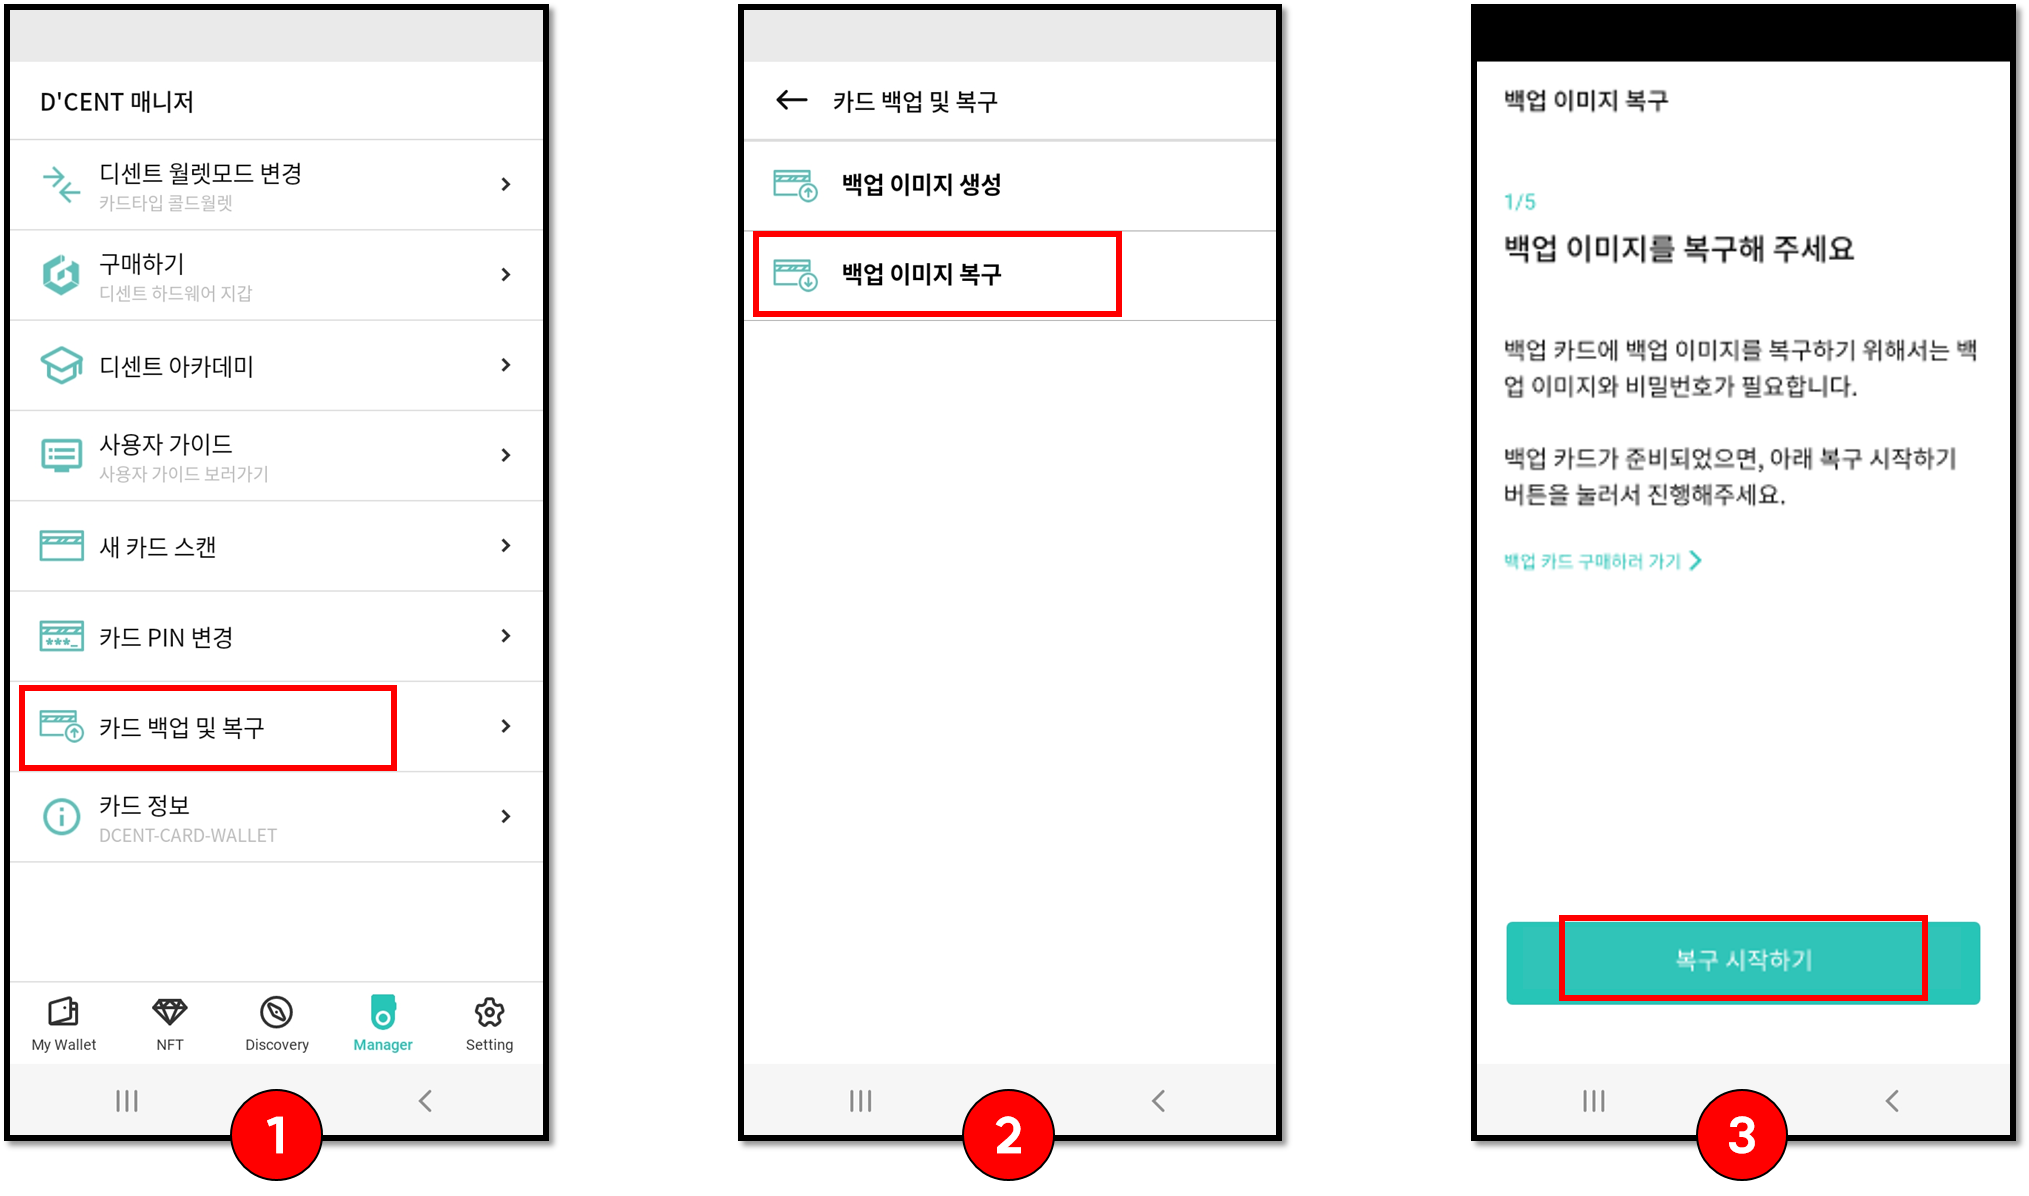 D'CENT 매니저
디센트 월렛모드 변경
카드타입 콜드월렛
구매하기
디센트 하드웨어 지갑
디센트 아카데미
사용자 가이드
사용자 가이드 보러가기
새 카드 스캔
카드 PIN 변경
카드 백업 및 복구
카드 정보
DCENT-CARD-WALLET
My Wallet
NFT
Discovery
Manager
Setting
1
카드 백업 및 복구
백업 이미지 생성
백업 이미지 복구
2
백업 이미지 복구
1/5
백업 이미지를 복구해 주세요
백업 카드에 백업 이미지를 복구하기 위해서는 백
업 이미지와 비밀번호가 필요합니다.
백업 카드가 준비되었으면, 아래 복구 시작하기
버튼을 눌러서 진행해주세요.
백업 카드 구매하러 가기
복구 시작하기
3